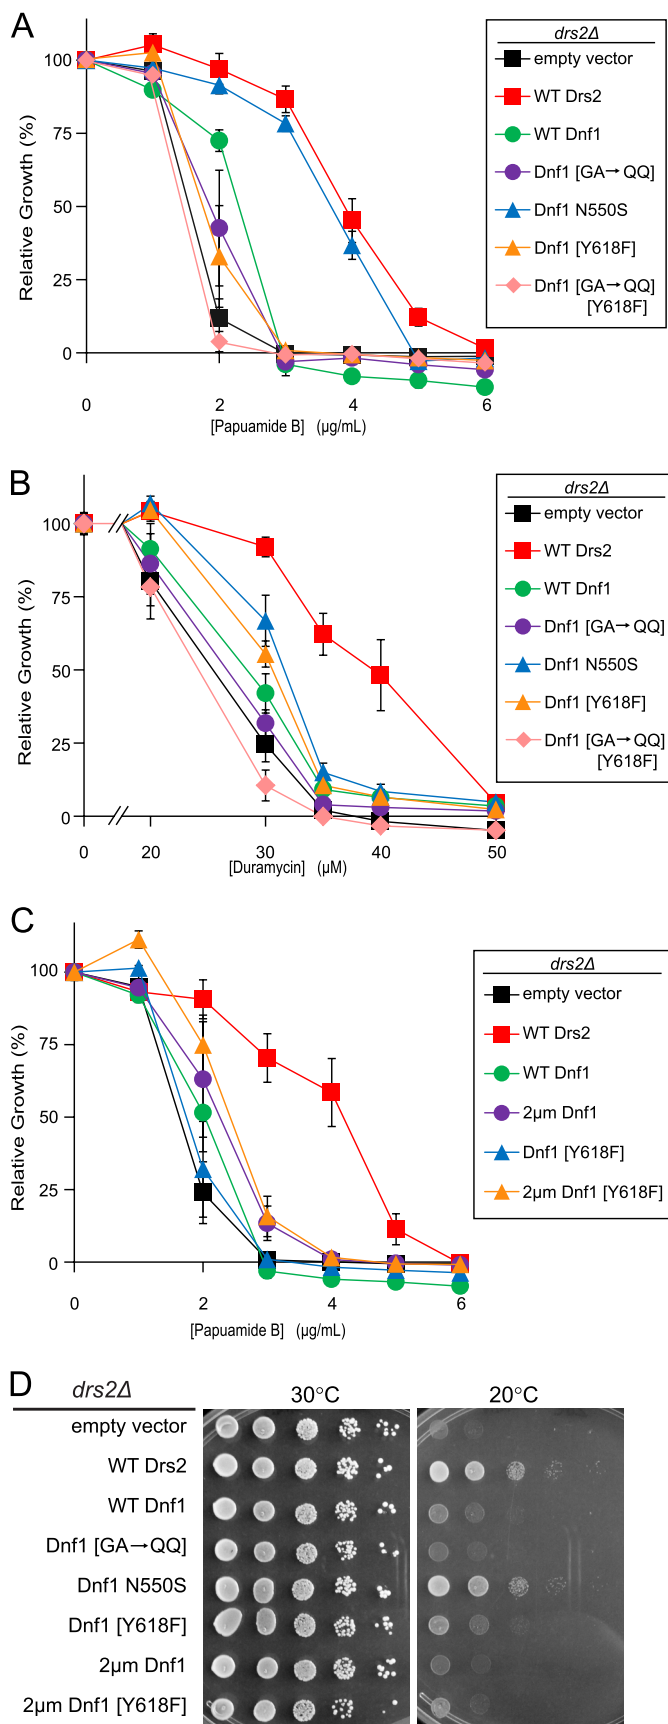 A
100
75
50
25
0
Relative Growth (%)
0 2 4 6
[Papuamide B] (µg/mL)
drs2Δ
empty vector
WT Drs2
WT Dnf1
Dnf1 [GA→QQ]
Dnf1 N550S
Dnf1 [Y618F]
Dnf1 [GA→QQ]
[Y618F]
B
100
75
50
25
0
Relative Growth (%)
0 20 30 40 50
[Duramycin] (µM)
drs2Δ
empty vector
WT Drs2
WT Dnf1
Dnf1 [GA→QQ]
Dnf1 N550S
Dnf1 [Y618F]
Dnf1 [GA→QQ]
[Y618F]
C
100
75
50
25
0
Relative Growth (%)
0 2 4 6
[Papuamide B] (µg/mL)
drs2Δ
empty vector
WT Drs2
WT Dnf1
2µm Dnf1
Dnf1 [Y618F]
2µm Dnf1 [Y618F]
D
drs2Δ 30°C 20°C
empty vector
WT Drs2
WT Dnf1
Dnf1 [GA→QQ]
Dnf1 N550S
Dnf1 [Y618F]
2µm Dnf1
2µm Dnf1 [Y618F]